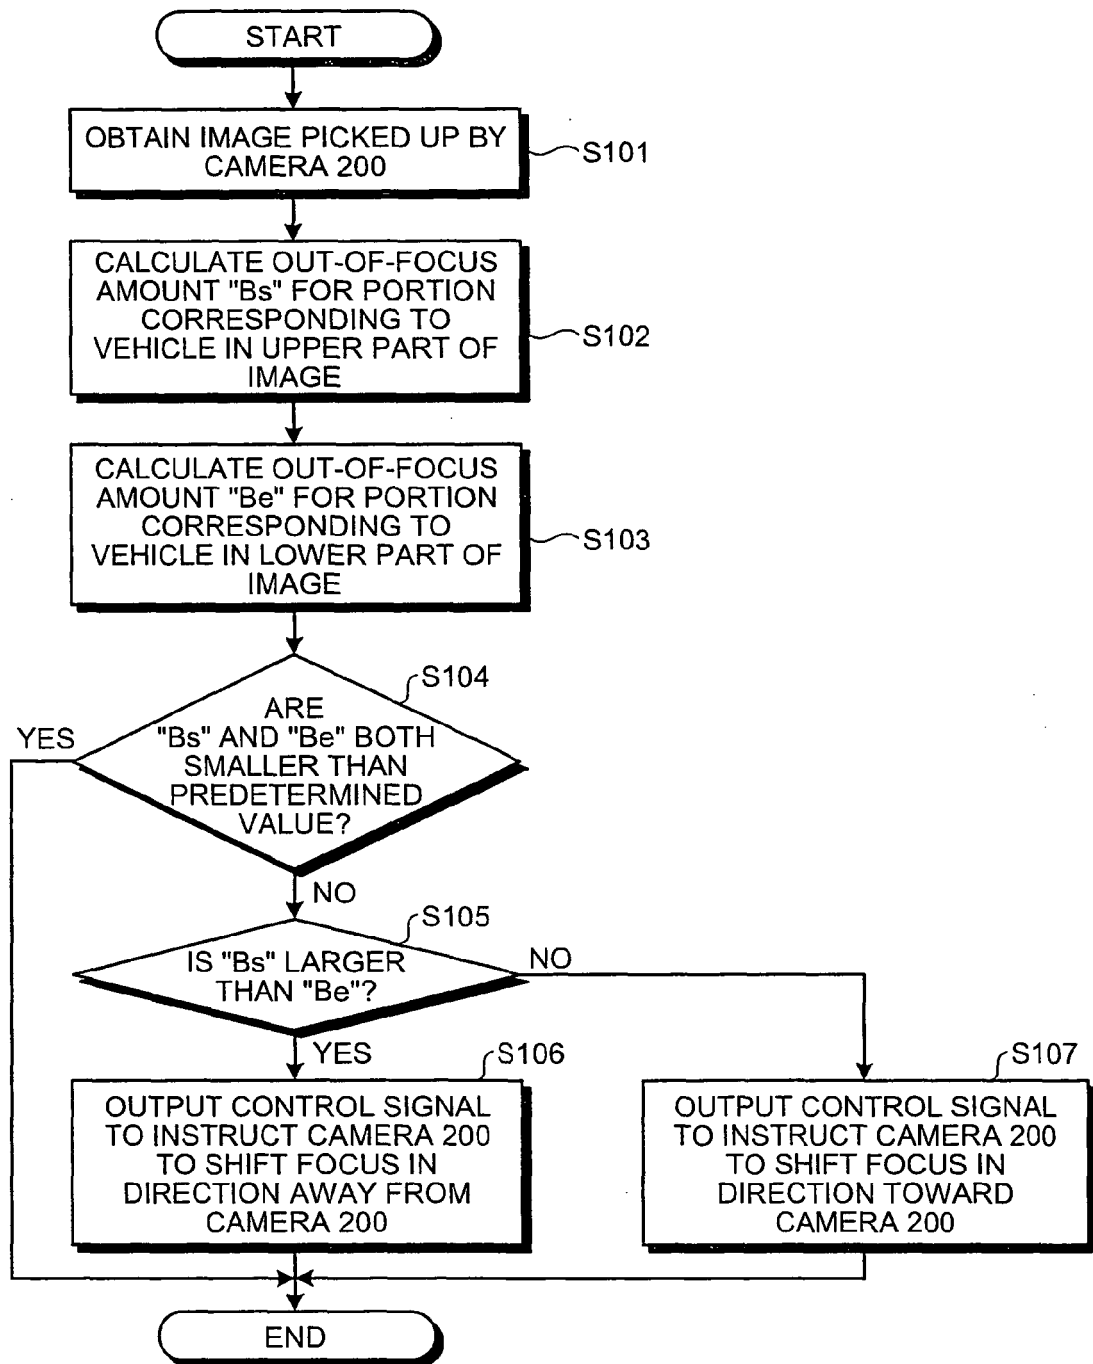 START
OBTAIN IMAGE PICKED UP BY
CAMERA 200
S101
CALCULATE OUT-OF-FOCUS
AMOUNT "Bs" FOR PORTION
CORRESPONDING TO
VEHICLE IN UPPER PART OF
IMAGE
S102
CALCULATE OUT-OF-FOCUS
AMOUNT "Be" FOR PORTION
CORRESPONDING TO
VEHICLE IN LOWER PART OF
IMAGE
S103
S104
ARE
"Bs" AND "Be" BOTH
SMALLER THAN
PREDETERMINED
VALUE?
YES
NO
S105
IS "Bs" LARGER
THAN "Be"?
NO
YES
S106
OUTPUT CONTROL SIGNAL
TO INSTRUCT CAMERA 200
TO SHIFT FOCUS IN
DIRECTION AWAY FROM
CAMERA 200
S107
OUTPUT CONTROL SIGNAL
TO INSTRUCT CAMERA 200
TO SHIFT FOCUS IN
DIRECTION TOWARD
CAMERA 200
END